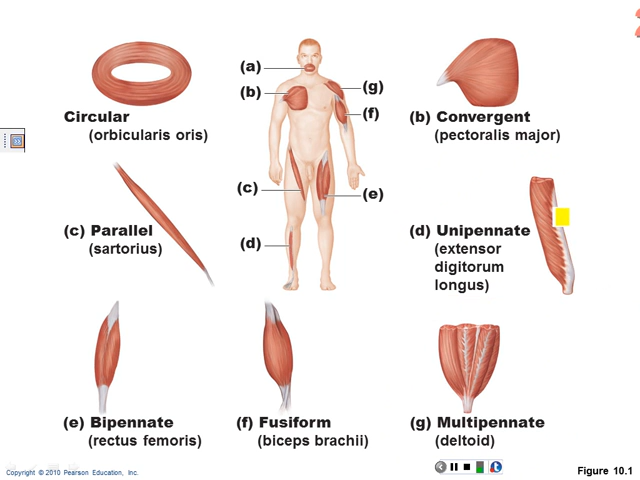 (a)
(b)
(g)
(f)
(c)
(e)
(d)
Circular
(orbicularis oris)
(b) Convergent
(pectoralis major)
(c) Parallel
(sartorius)
(d) Unipennate
(extensor
digitorum
longus)
(e) Bipennate
(rectus femoris)
(f) Fusiform
(biceps brachii)
(g) Multipennate
(deltoid)
Copyright © 2010 Pearson Education, Inc.
Figure 10.1